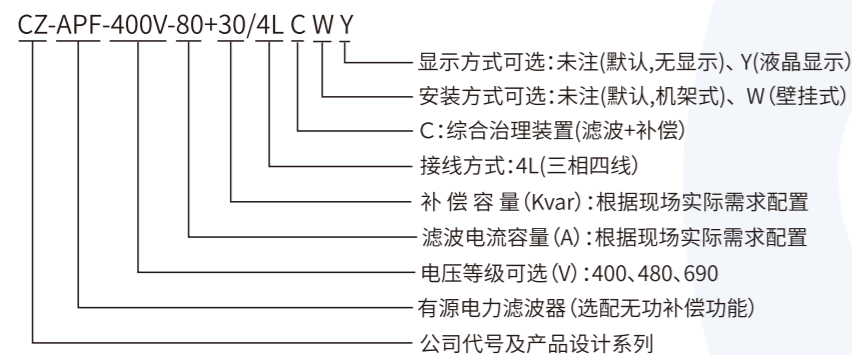 CZ-APF-400V-80+30/4L C W Y
显示方式可选:未注(默认,无显示)、Y(液晶显示)
安装方式可选:未注(默认,机架式)、W(壁挂式)
C:综合治理装置(滤波+补偿)
接线方式:4L(三相四线)
补 偿 容 量(Kvar):根据现场实际需求配置
滤波电流容量(A):根据现场实际需求配置
电压等级可选(V):400、480、690
有源电力滤波器(选配无功补偿功能)
公司代号及产品设计系列